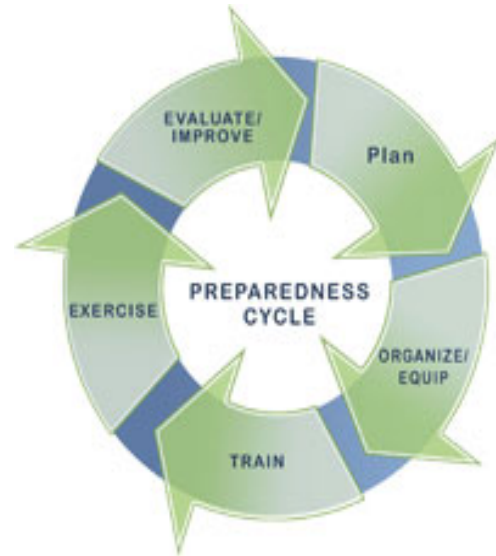 EVALUATE/
IMPROVE
Plan
PREPAREDNESS
CYCLE
EXERCISE
ORGANIZE/
EQUIP
TRAIN